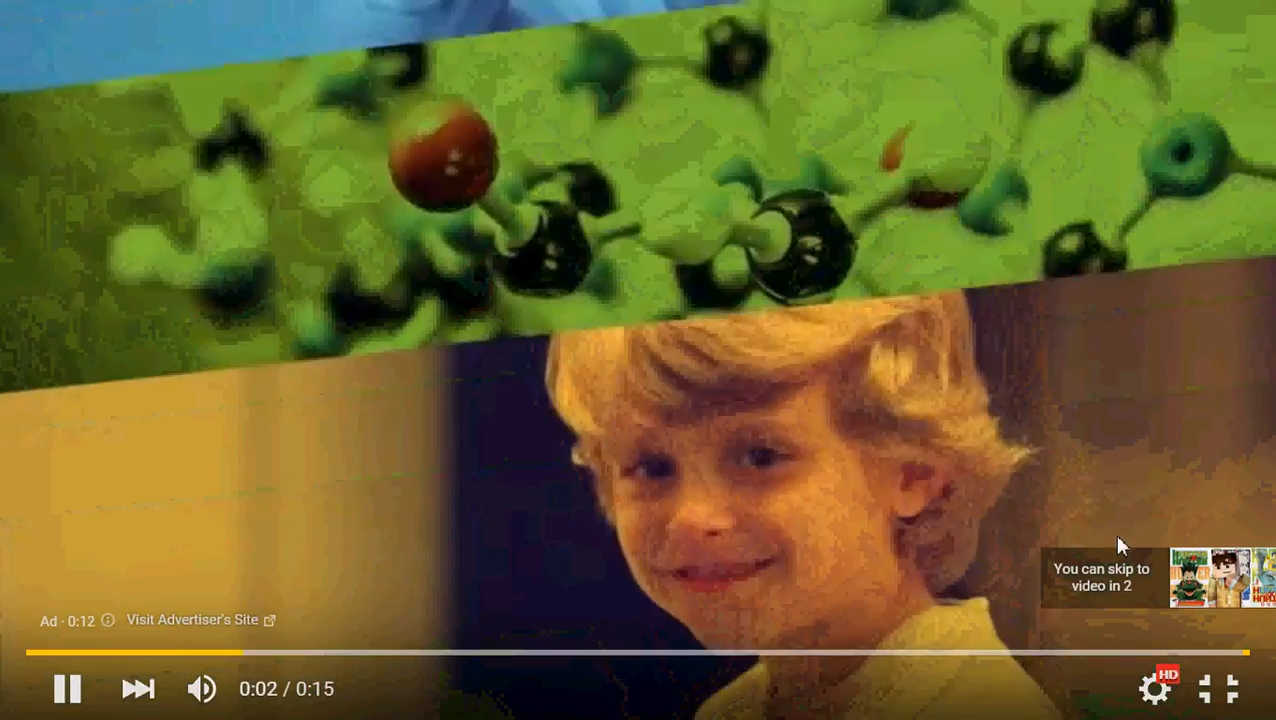 You can skip to
video in 2
Ad · 0:12 Visit Advertiser's Site
0:02 / 0:15
HD